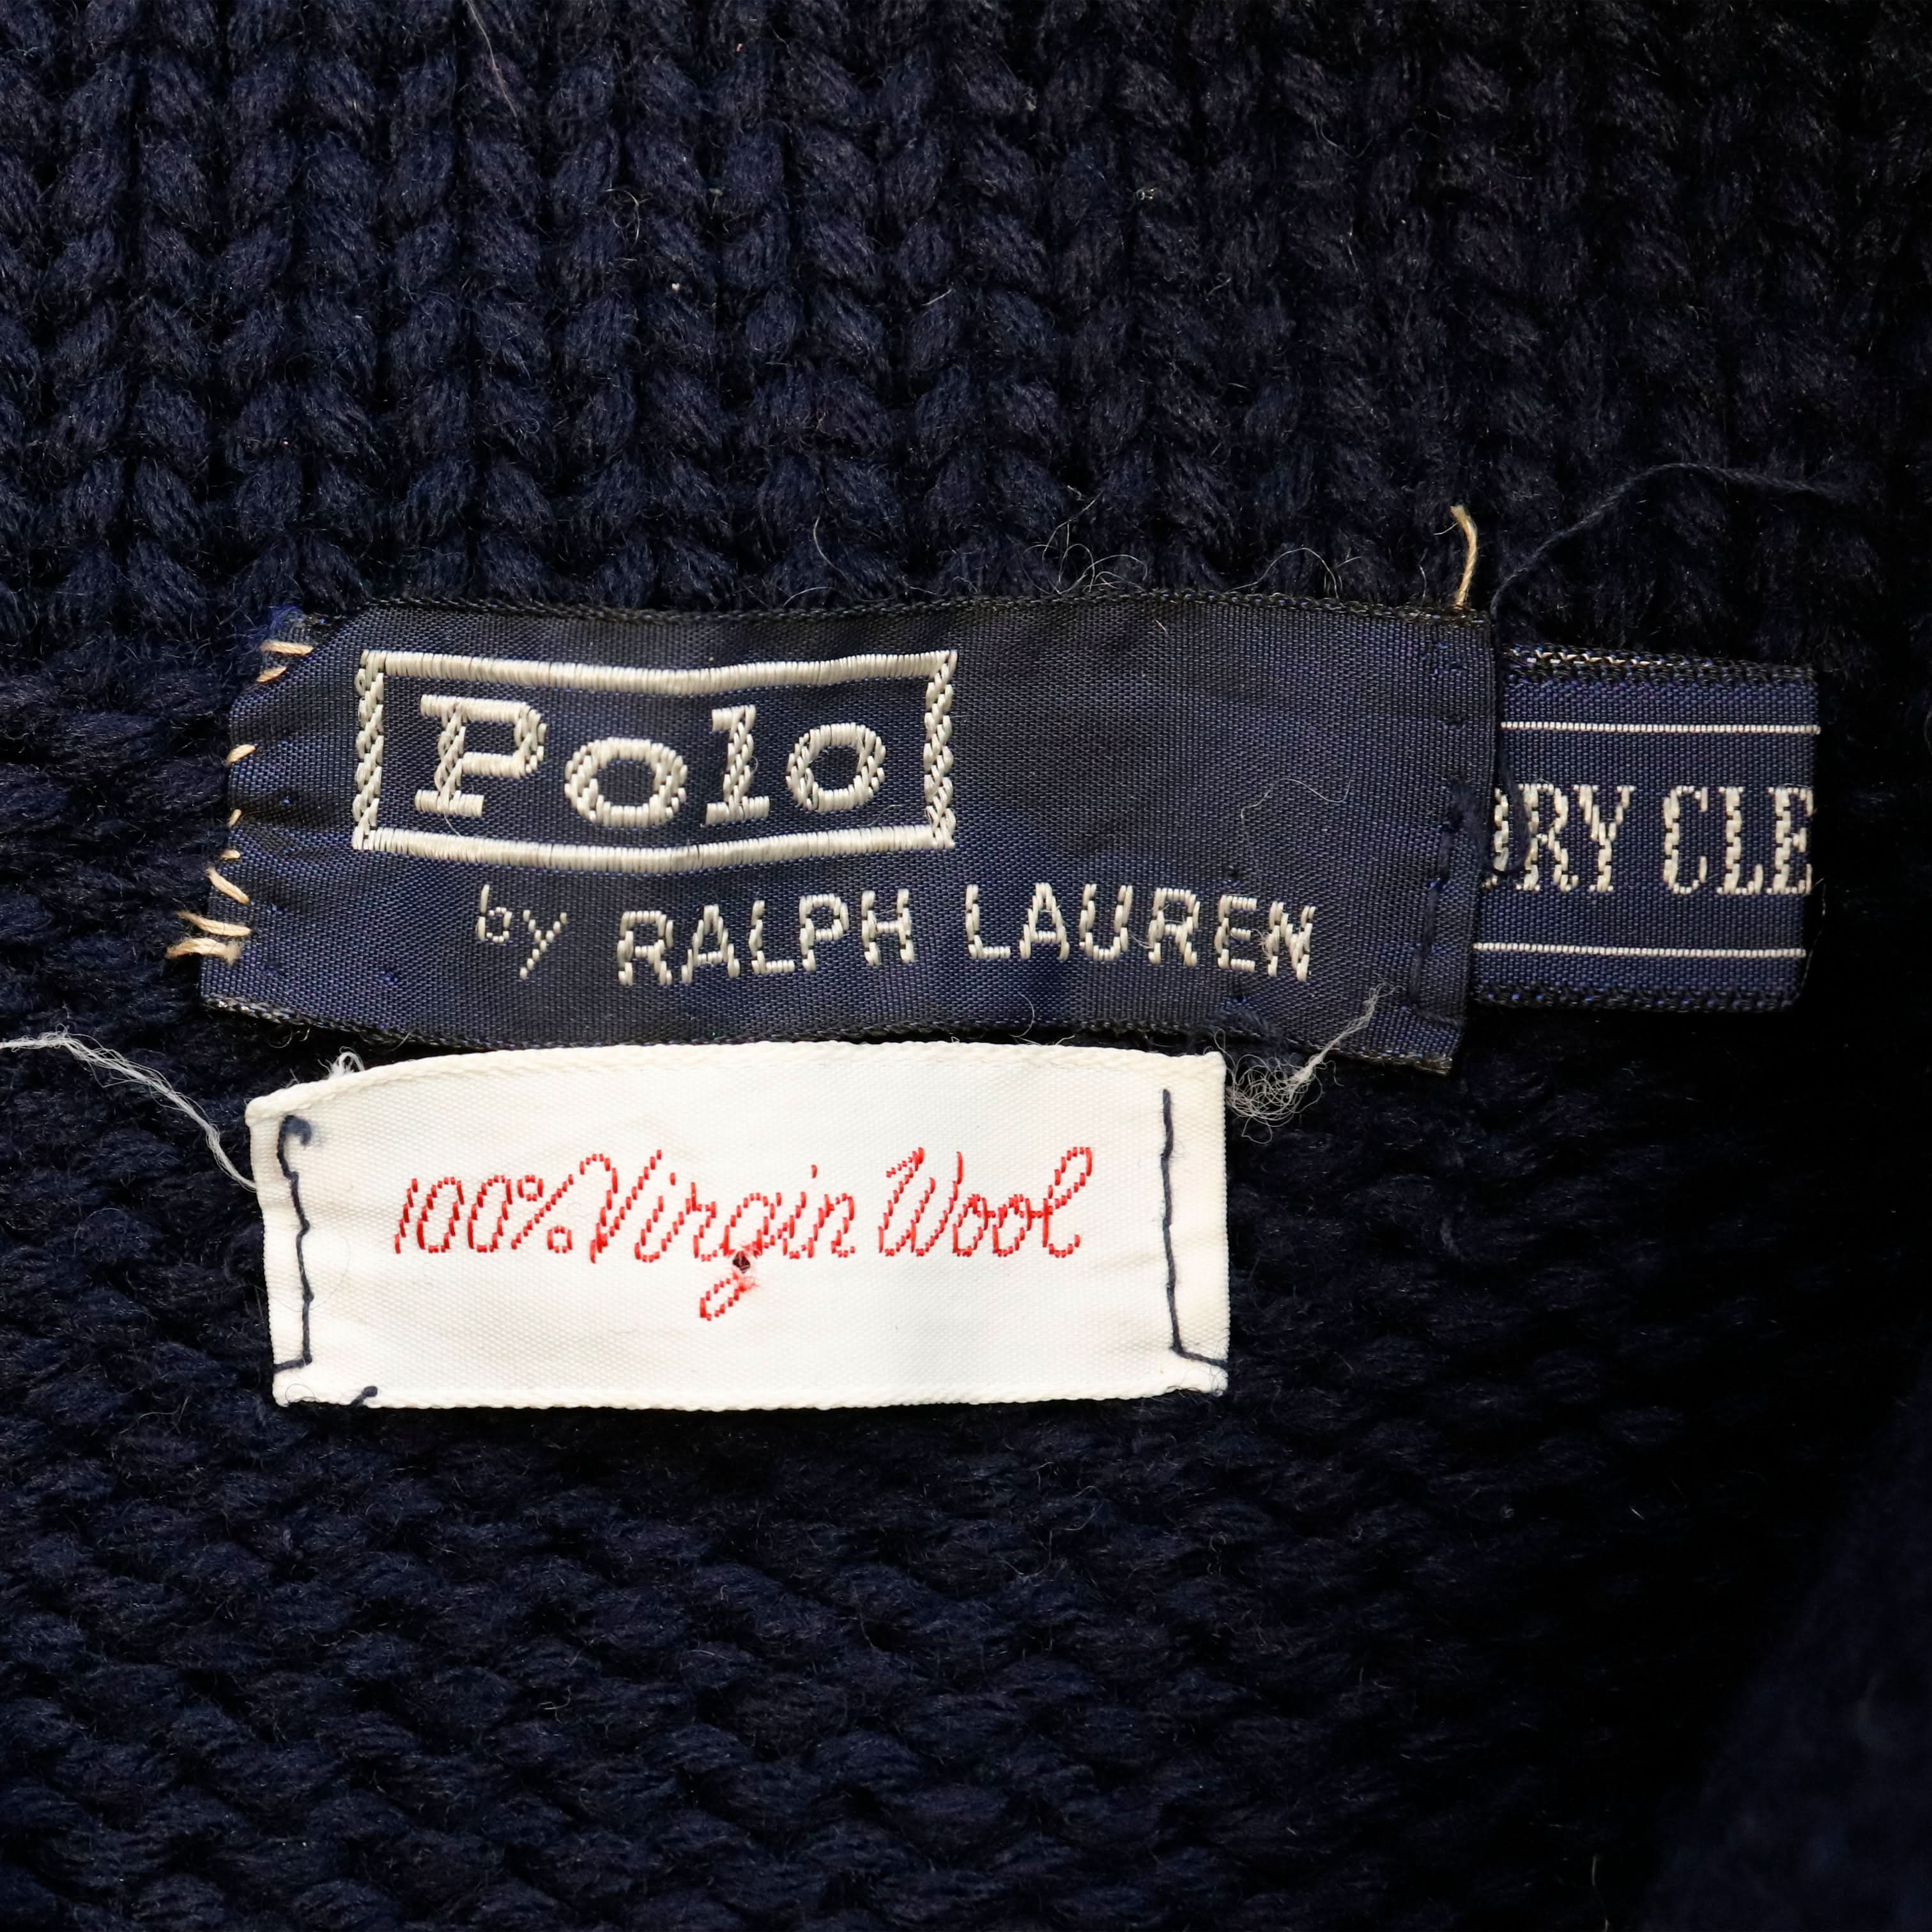 Polo
by RALPH LAUREN
DRY CLE
100% Virgin Wool